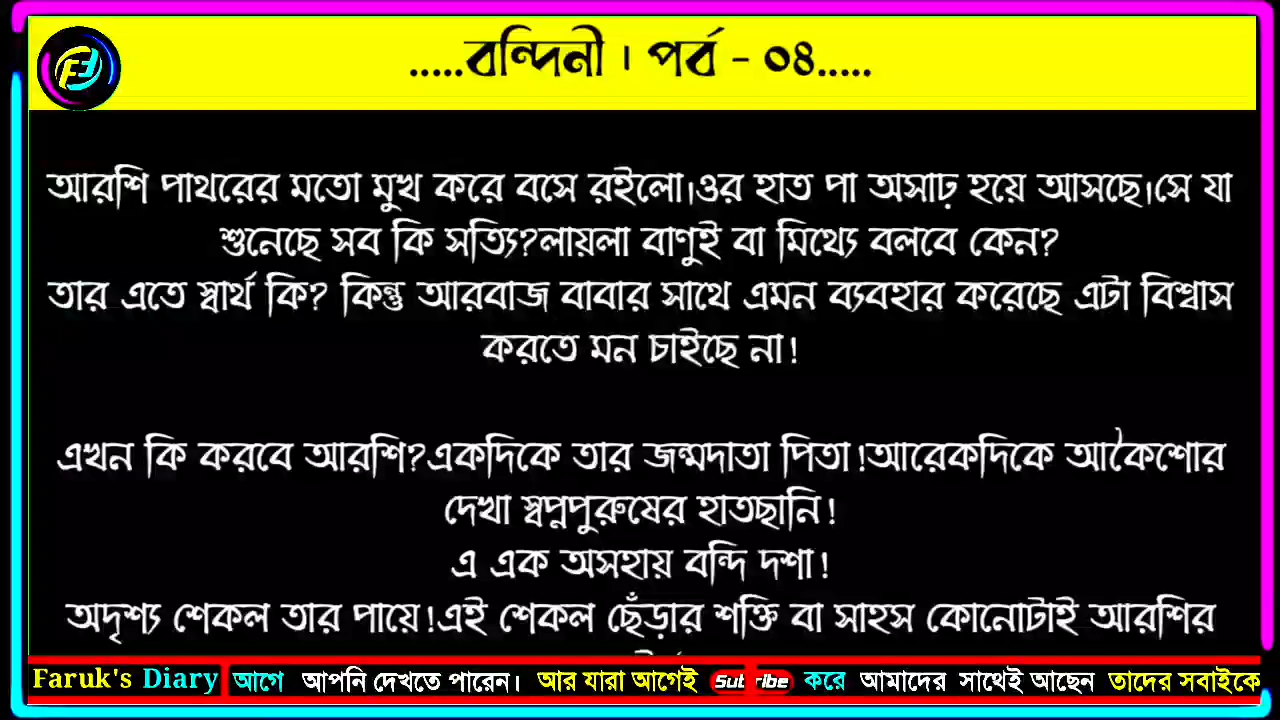 .....বন্দিনী । পর্ব - ০৪.....
আরশি পাথরের মতো মুখ করে বসে রইলো।ওর হাত পা অসাঢ় হয়ে আসছে।সে যা
শুনেছে সব কি সত্যি?লায়লা বাণুই বা মিথ্যে বলবে কেন?
তার এতে স্বার্থ কি? কিন্তু আরবাজ বাবার সাথে এমন ব্যবহার করেছে এটা বিশ্বাস
করতে মন চাইছে না!
এখন কি করবে আরশি?একদিকে তার জন্মদাতা পিতা!আরেকদিকে আকৈশোর
দেখা স্বপ্নপুরুষের হাতছানি!
এ এক অসহায় বন্দি দশা!
অদৃশ্য শেকল তার পায়ে!এই শেকল ছেঁড়ার শক্তি বা সাহস কোনোটাই আরশির
Faruk's Diary আগে আপনি দেখতে পারেন। আর যারা আগেই করে আমাদের সাথেই আছেন তাদের সবাইকে